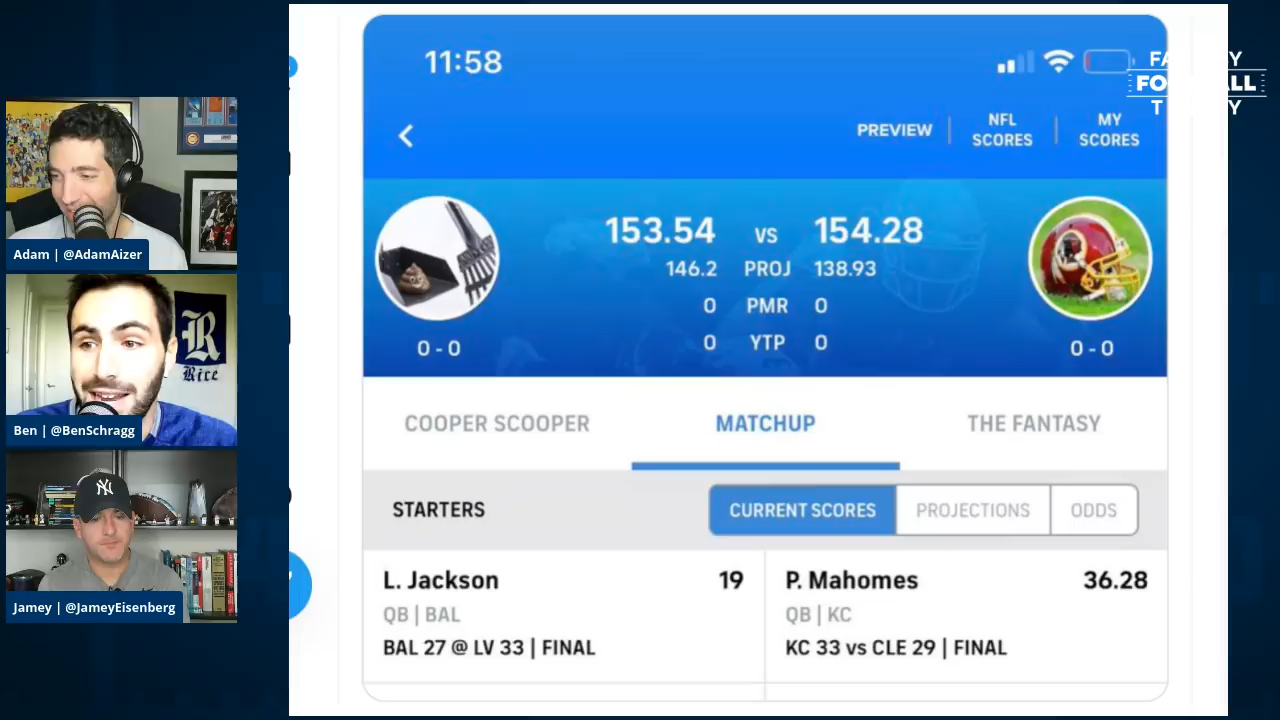 11:58
PREVIEW
NFL SCORES
MY SCORES
153.54 VS 154.28
146.2 PROJ 138.93
0 PMR 0
0 YTP 0
0 - 0
0 - 0
COOPER SCOOPER
MATCHUP
THE FANTASY
STARTERS
CURRENT SCORES
PROJECTIONS
ODDS
L. Jackson 19
QB | BAL
BAL 27 @ LV 33 | FINAL
P. Mahomes 36.28
QB | KC
KC 33 vs CLE 29 | FINAL
Adam | @AdamAizer
R
Rice
Ben | @BenSchragg
NY
Jamey | @JameyEisenberg